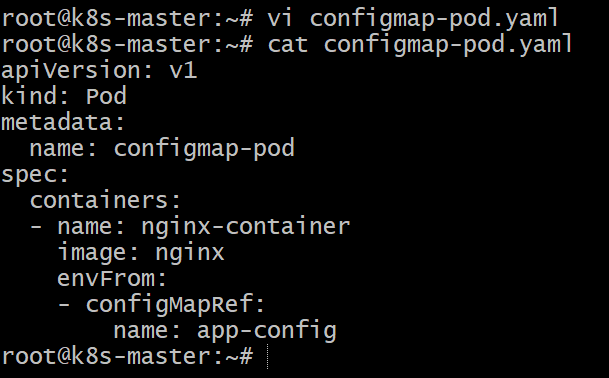 root@k8s-master:~# vi configmap-pod.yaml
root@k8s-master:~# cat configmap-pod.yaml
apiVersion: v1
kind: Pod
metadata:
  name: configmap-pod
spec:
  containers:
  - name: nginx-container
    image: nginx
    envFrom:
    - configMapRef:
        name: app-config
root@k8s-master:~#